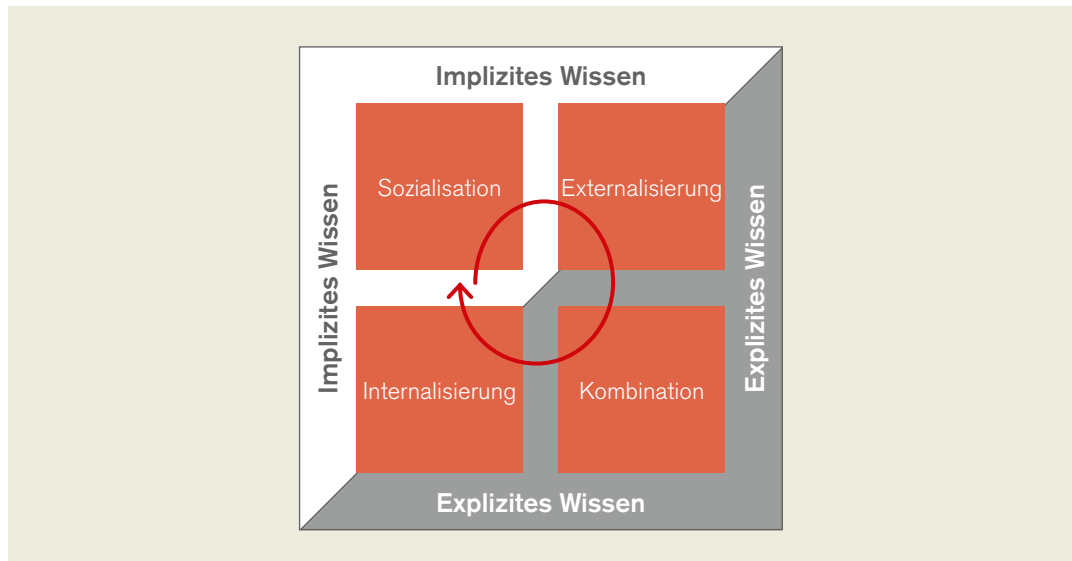 Implizites Wissen
Implizites Wissen
Sozialisation
Externalisierung
Explizites Wissen
Internalisierung
Kombination
Explizites Wissen